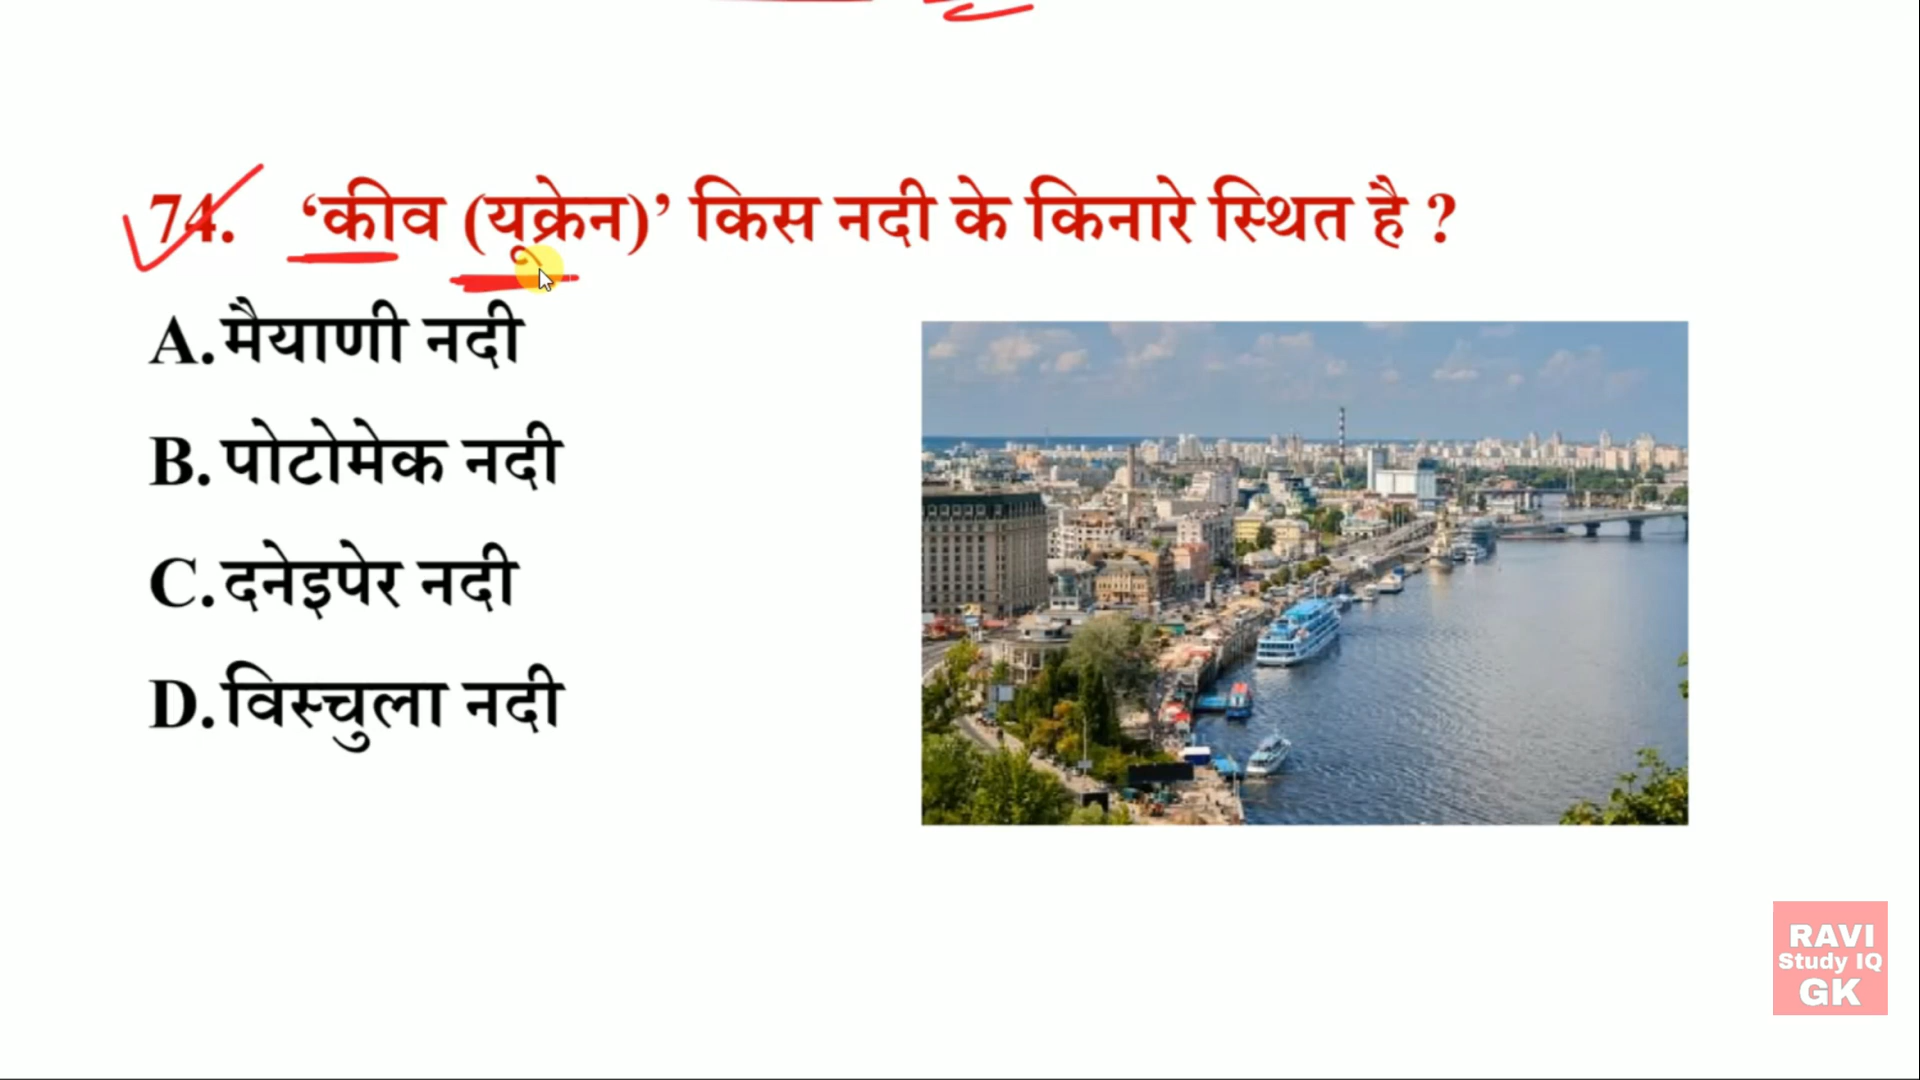 74. ‘कीव (यूक्रेन)’ किस नदी के किनारे स्थित है ?
A. मैयाणी नदी
B. पोटोमेक नदी
C. दनेइपेर नदी
D. विस्चुला नदी
RAVI
Study IQ
GK